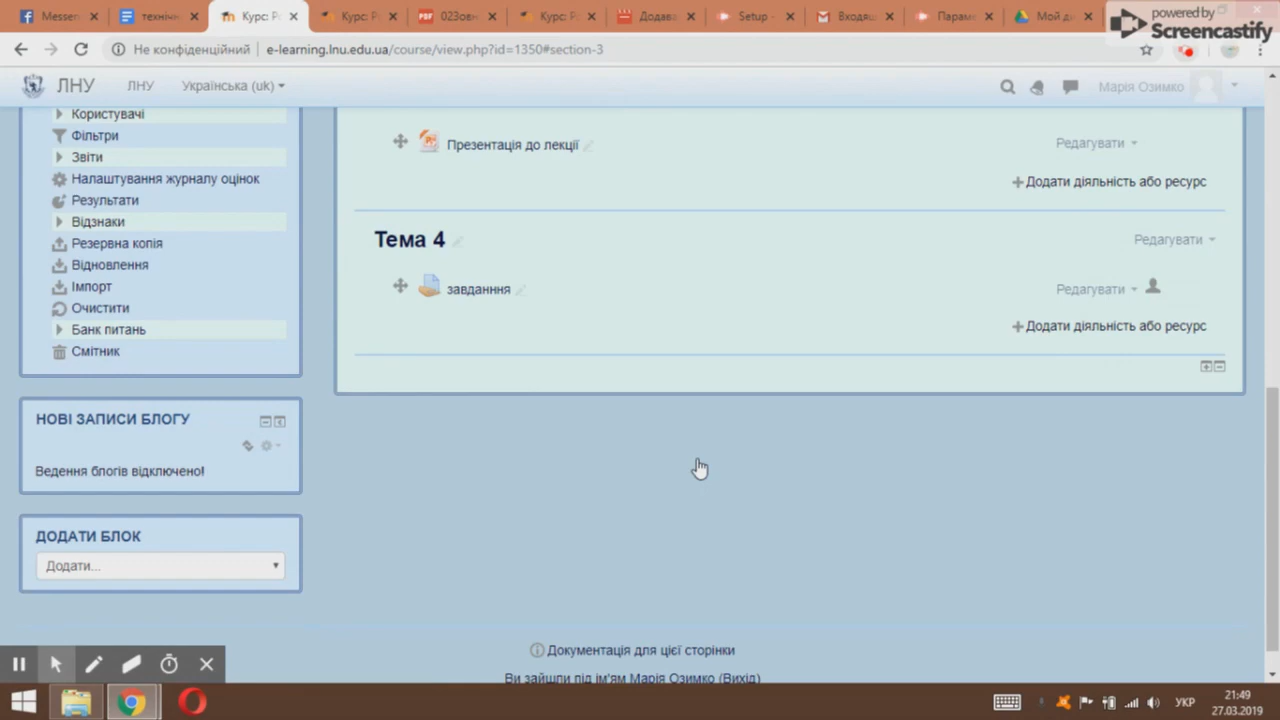 Messen
технічн
Курс: Р
Курс: Р
023овн
Курс: Р
Додава
Setup -
Входящ
Параме
Мой д
powered by
Screencastify
Не конфіденційний
e-learning.lnu.edu.ua/course/view.php?id=1350#section-3
ЛНУ
ЛНУ
Українська (uk)
Марія Озимко
Користувачі
Фільтри
Звіти
Налаштування журналу оцінок
Результати
Відзнаки
Резервна копія
Відновлення
Імпорт
Очистити
Банк питань
Смітник
Презентація до лекції
Редагувати
Додати діяльність або ресурс
Тема 4
Редагувати
завданння
Редагувати
Додати діяльність або ресурс
НОВІ ЗАПИСИ БЛОГУ
Ведення блогів відключено!
ДОДАТИ БЛОК
Додати...
Документація для цієї сторінки
Ви зайшли під ім'ям Марія Озимко (Вихід)
УКР
21:49
27.03.2019